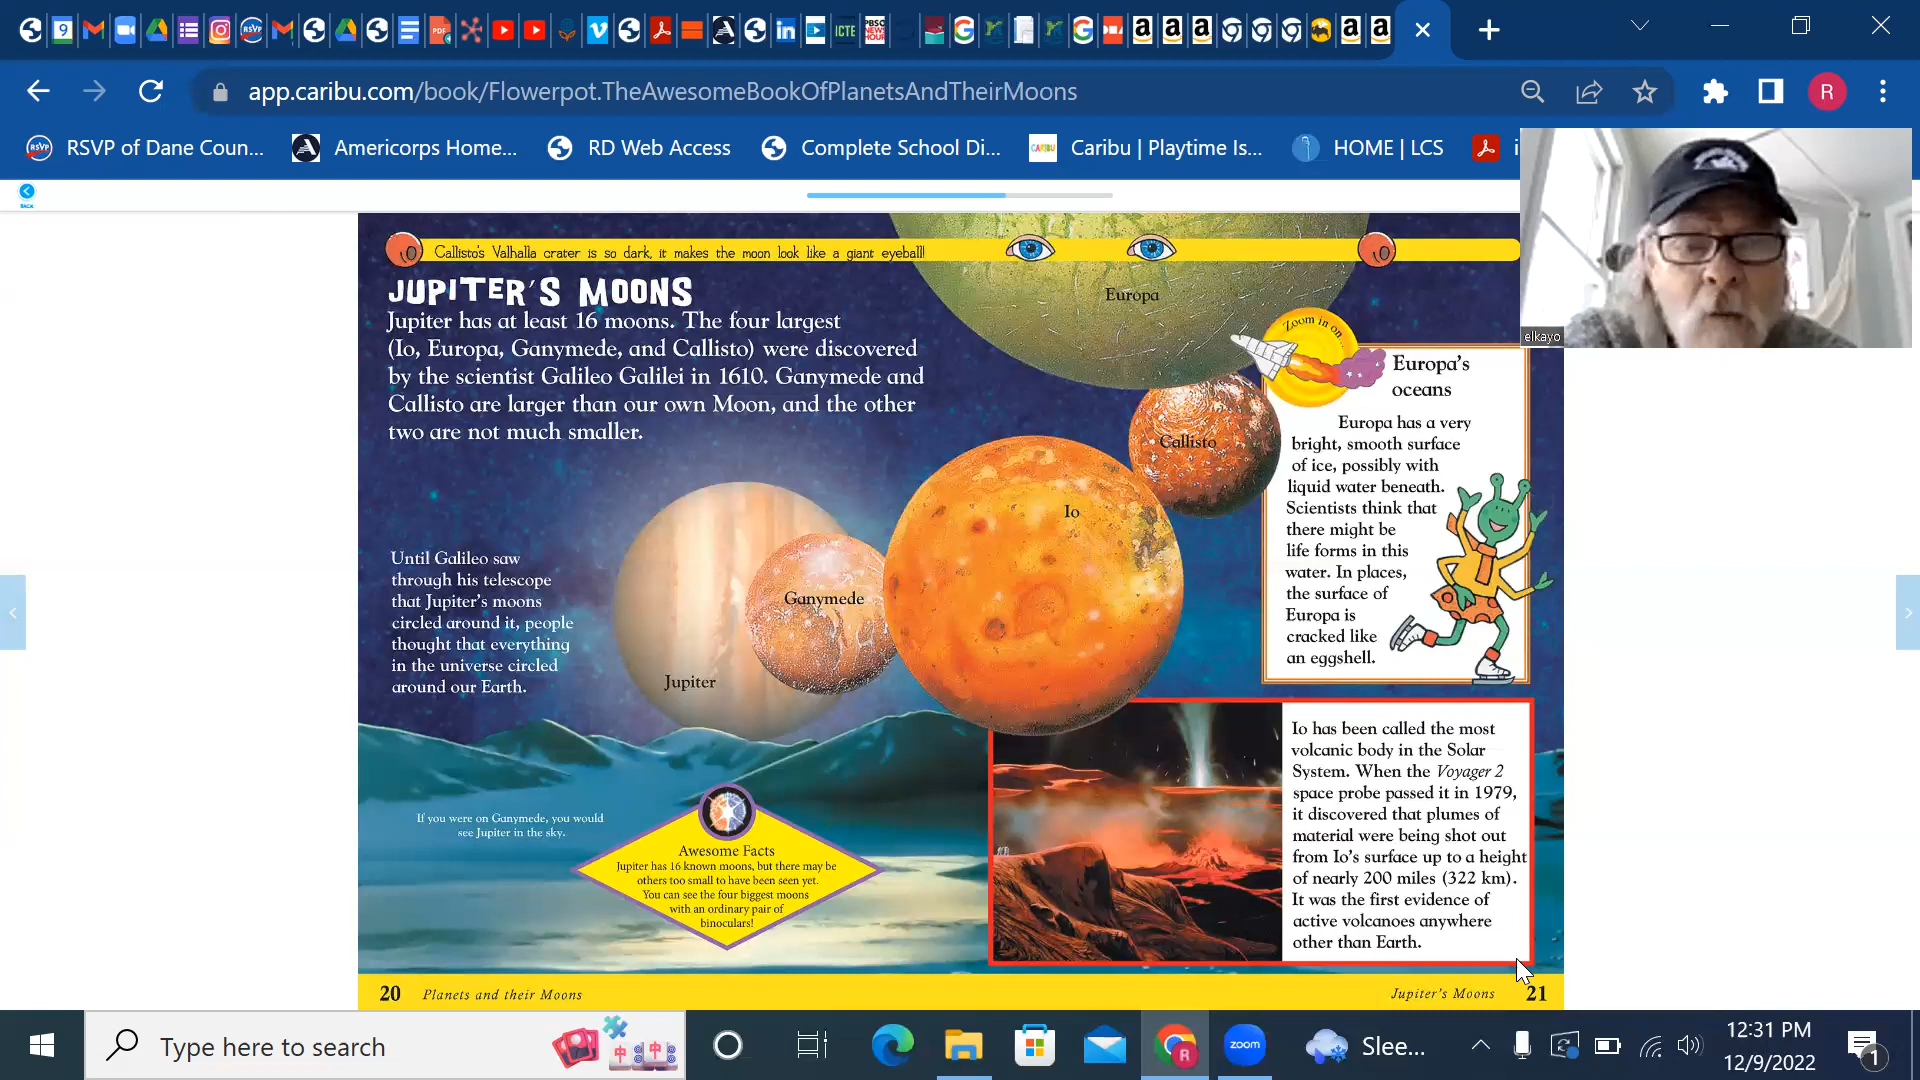 9
PDF
RSVP
ICTE
PBS
NEWS
HOUR
app.caribu.com/book/Flowerpot.TheAwesomeBookOfPlanetsAndTheirMoons
R
RSVP of Dane Coun...
Americorps Home...
RD Web Access
Complete School Di...
CARIBU
Caribu | Playtime Is...
HOME | LCS
BACK
elkayo
Callisto's Valhalla crater is so dark, it makes the moon look like a giant eyeball!
JUPITER'S MOONS
Jupiter has at least 16 moons. The four largest
(Io, Europa, Ganymede, and Callisto) were discovered
by the scientist Galileo Galilei in 1610. Ganymede and
Callisto are larger than our own Moon, and the other
two are not much smaller.
Until Galileo saw
through his telescope
that Jupiter's moons
circled around it, people
thought that everything
in the universe circled
around our Earth.
Jupiter
Ganymede
Io
Callisto
Europa
Zoom in on
Europa's
oceans
Europa has a very
bright, smooth surface
of ice, possibly with
liquid water beneath.
Scientists think that
there might be
life forms in this
water. In places,
the surface of
Europa is
cracked like
an eggshell.
If you were on Ganymede, you would
see Jupiter in the sky.
Awesome Facts
Jupiter has 16 known moons, but there may be
others too small to have been seen yet.
You can see the four biggest moons
with an ordinary pair of
binoculars!
Io has been called the most
volcanic body in the Solar
System. When the Voyager 2
space probe passed it in 1979,
it discovered that plumes of
material were being shot out
from Io's surface up to a height
of nearly 200 miles (322 km).
It was the first evidence of
active volcanoes anywhere
other than Earth.
20 Planets and their Moons
Jupiter's Moons 21
Type here to search
R
zoom
Slee...
12:31 PM
12/9/2022
1